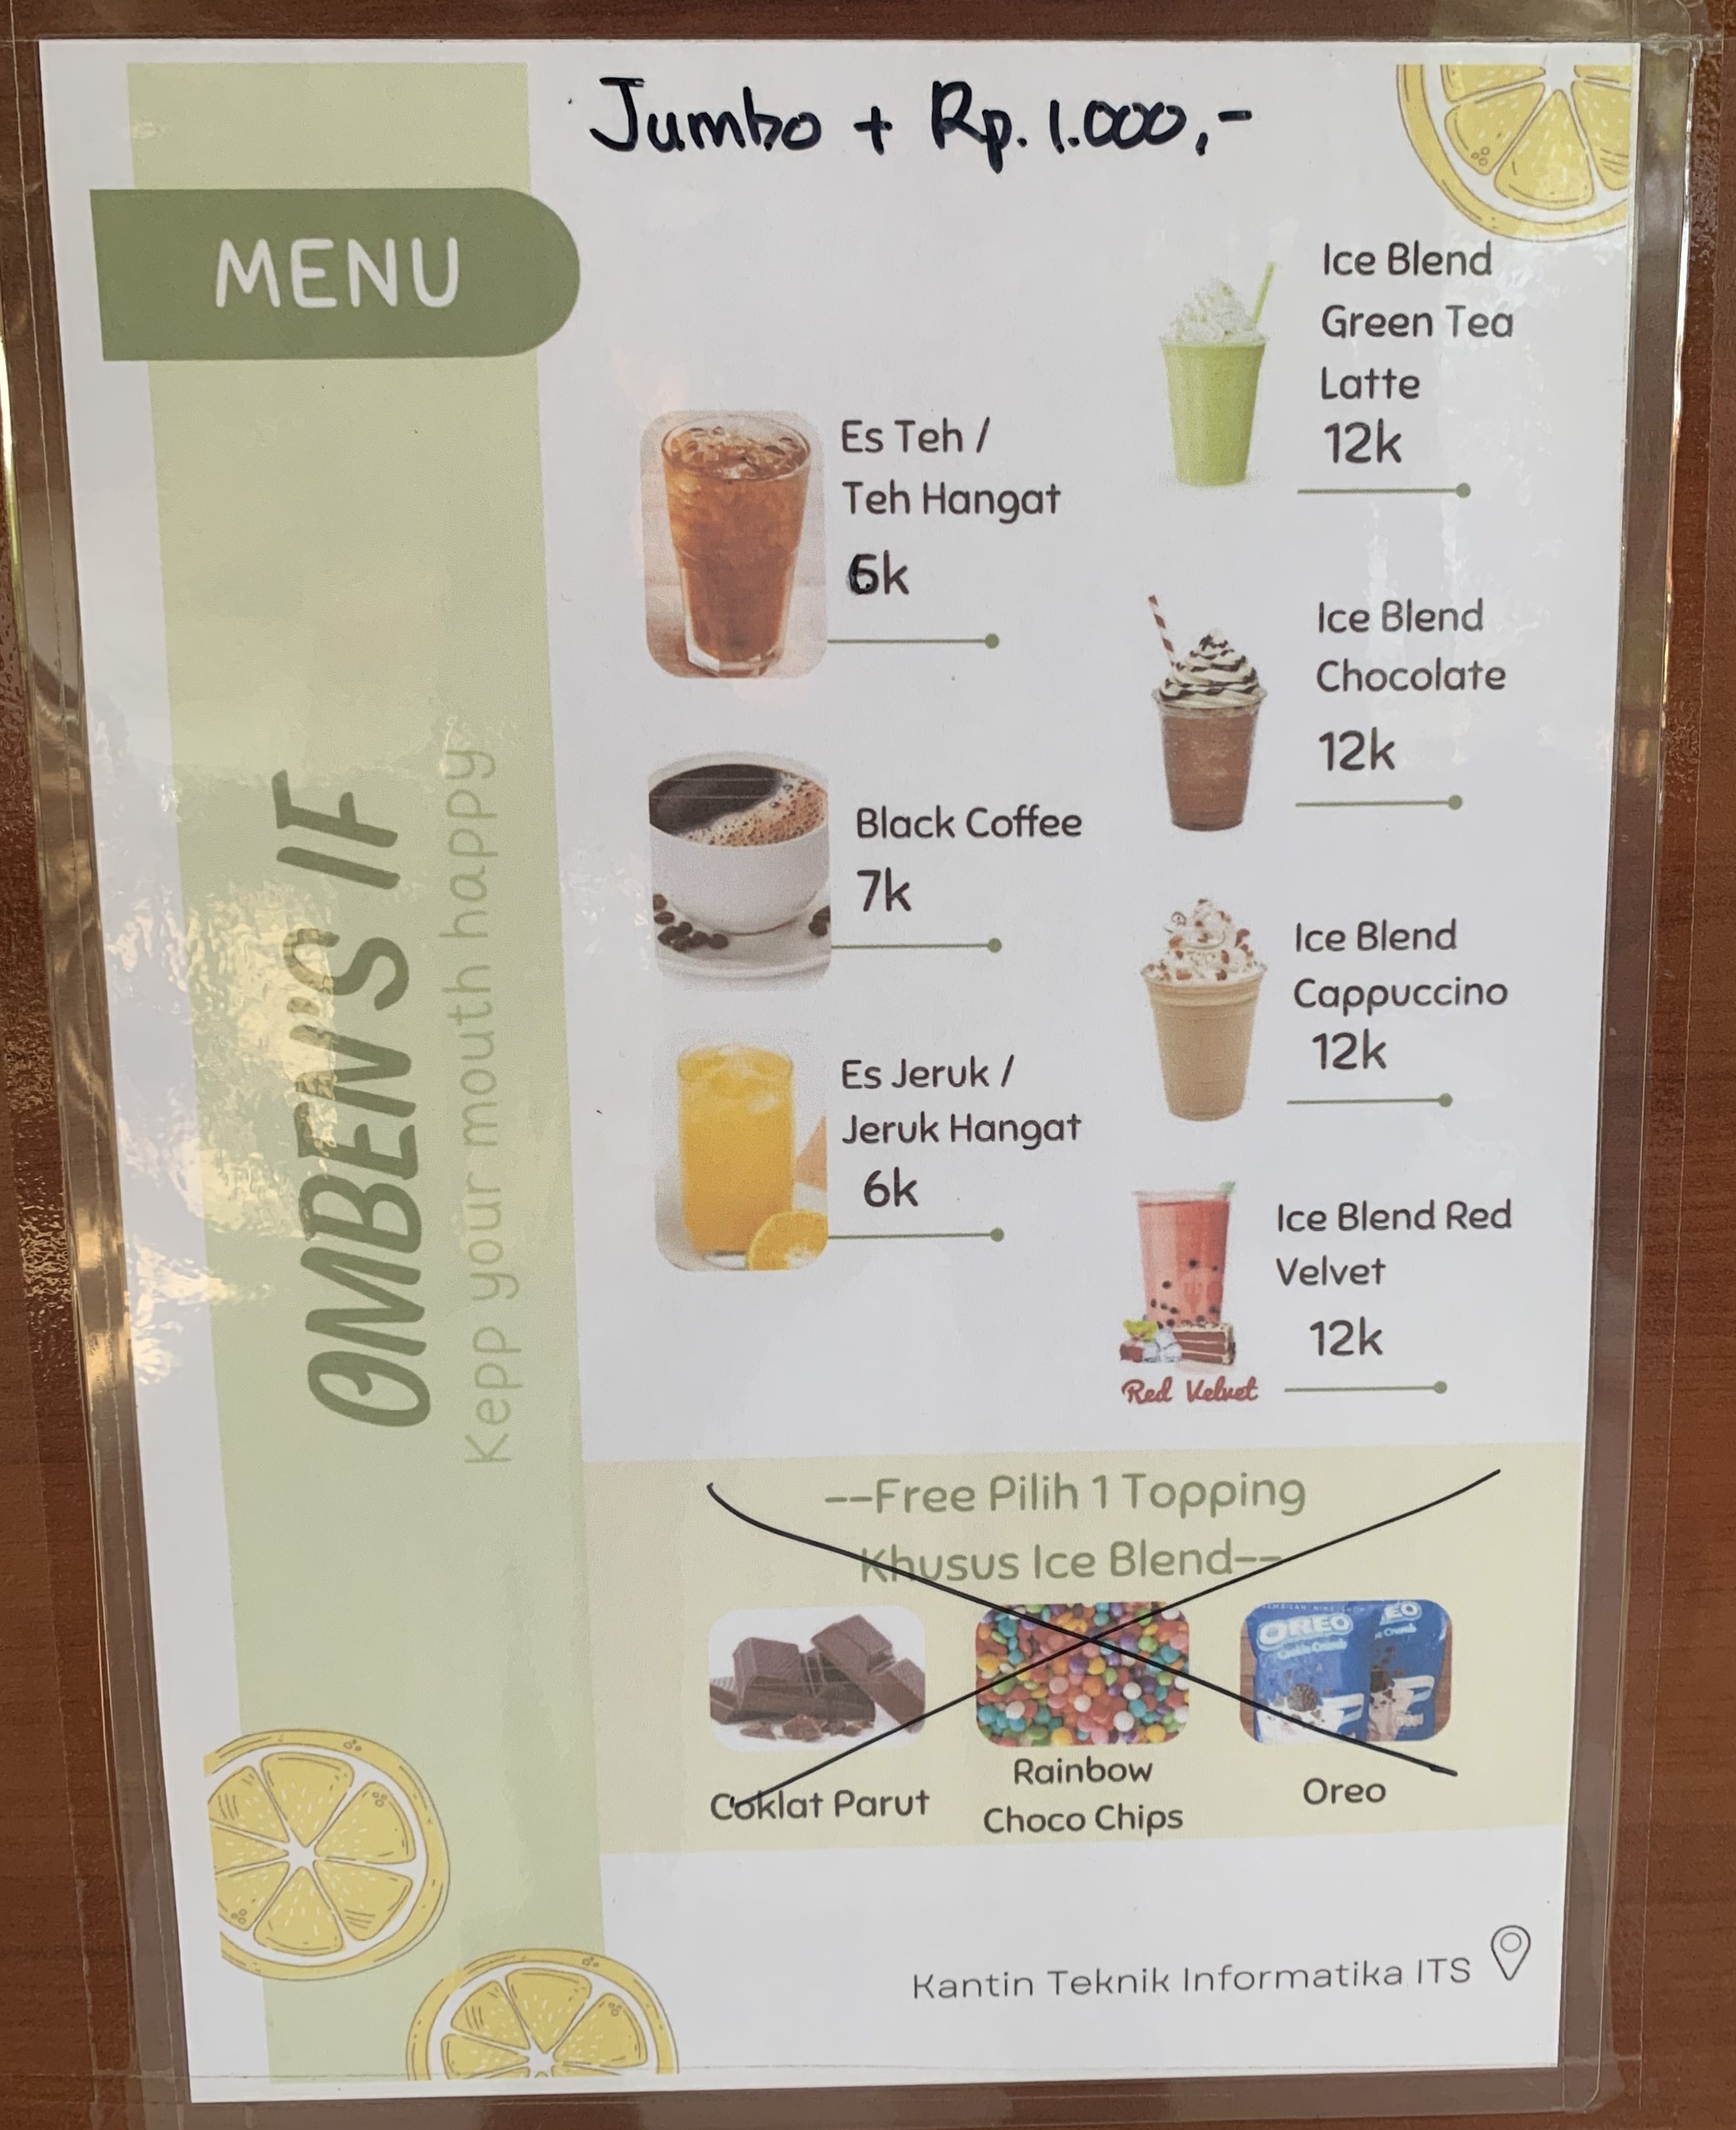 Jumbo + Rp. 1.000,-
MENU
OMBEN'S IF
Kepp your mouth happy
Es Teh /
Teh Hangat
6k
Black Coffee
7k
Es Jeruk /
Jeruk Hangat
6k
Ice Blend
Green Tea
Latte
12k
Ice Blend
Chocolate
12k
Ice Blend
Cappuccino
12k
Ice Blend Red
Velvet
12k
Red Velvet
--Free Pilih 1 Topping
Khusus Ice Blend--
OREO
EO
Coklat Parut
Rainbow
Choco Chips
Oreo
Kantin Teknik Informatika ITS